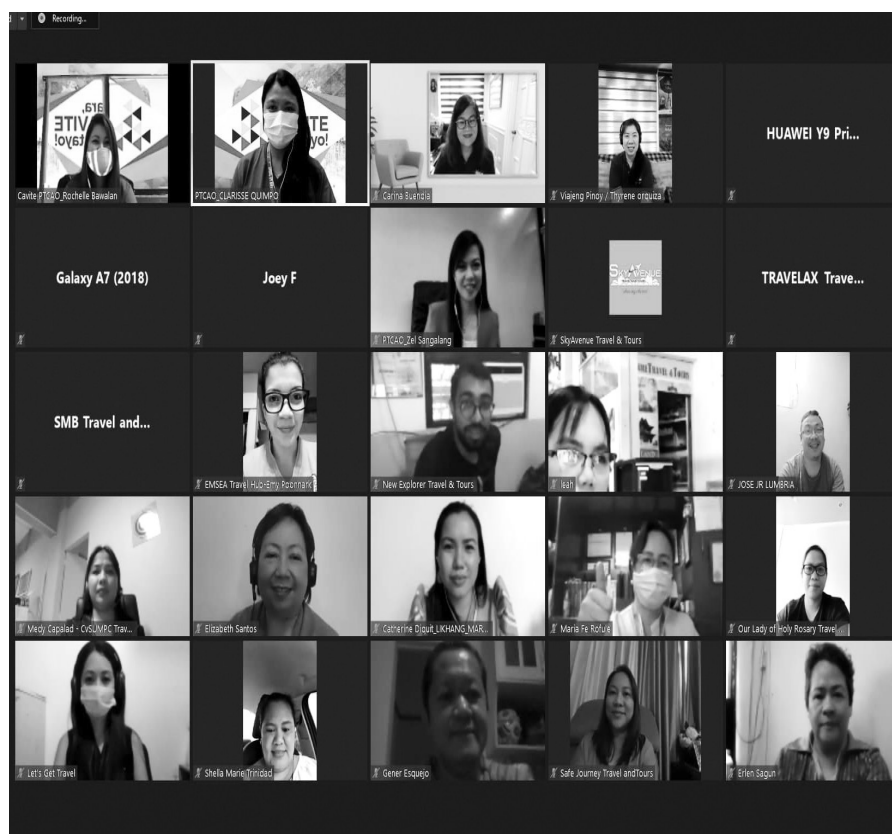 d
Recording...
Cavite PTCAO_Rochelle Bawalan
PTCAO_CLARISSE QUIMPO
Carina Buendia
Viajeng Pinoy / Thyrene orquiza
HUAWEI Y9 Pri...
Galaxy A7 (2018)
Joey F
PTCAO_Zel Sangalang
SKYAVENUE
SkyAvenue Travel & Tours
TRAVELAX Trave...
SMB Travel and...
EMSEA Travel Hub-Emy Poonnark
New Explorer Travel & Tours
leah
JOSE JR LUMBRIA
Medy Capalad - CvSUMPC Trav...
Elizabeth Santos
Catherine Diquit_LIKHANG_MAR...
Maria Fe Rofule
Our Lady of Holy Rosary Travel
Let's Get Travel
Shella Marie Trinidad
Gener Esquejo
Safe Journey Travel andTours
Erlen Sagun